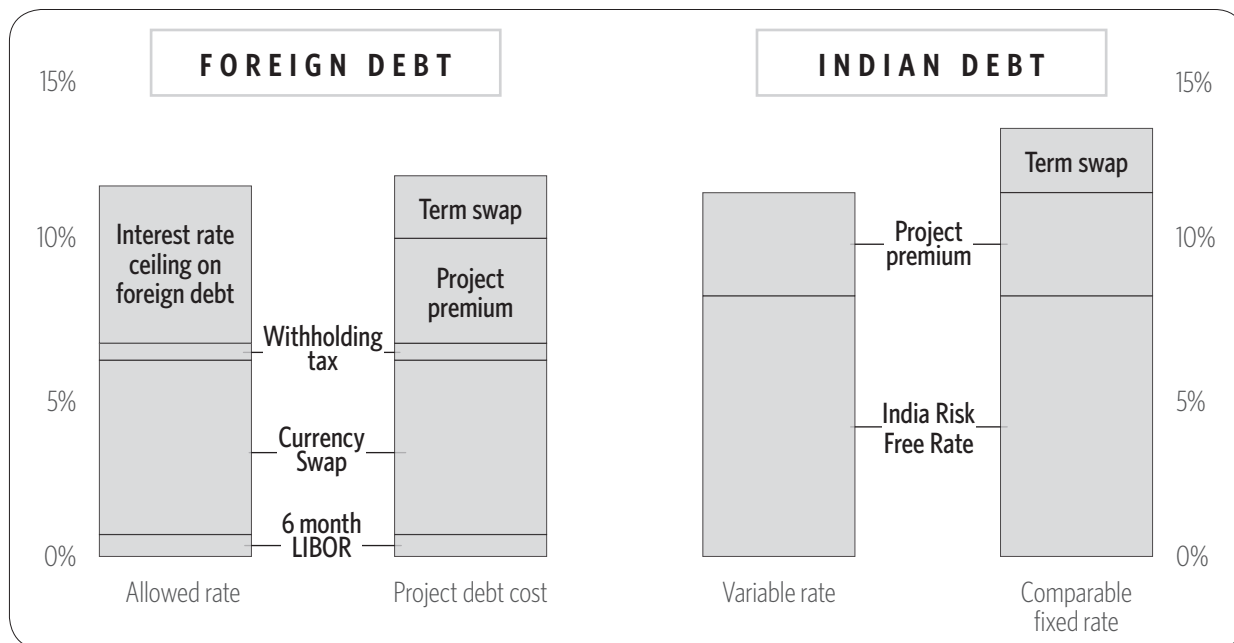 FOREIGN DEBT
INDIAN DEBT
15%
15%
Term swap
Term swap
Interest rate
ceiling on
foreign debt
Project
premium
Project
premium
10%
10%
Withholding
tax
5%
5%
India Risk
Free Rate
Currency
Swap
6 month
LIBOR
0%
0%
Allowed rate
Project debt cost
Variable rate
Comparable
fixed rate